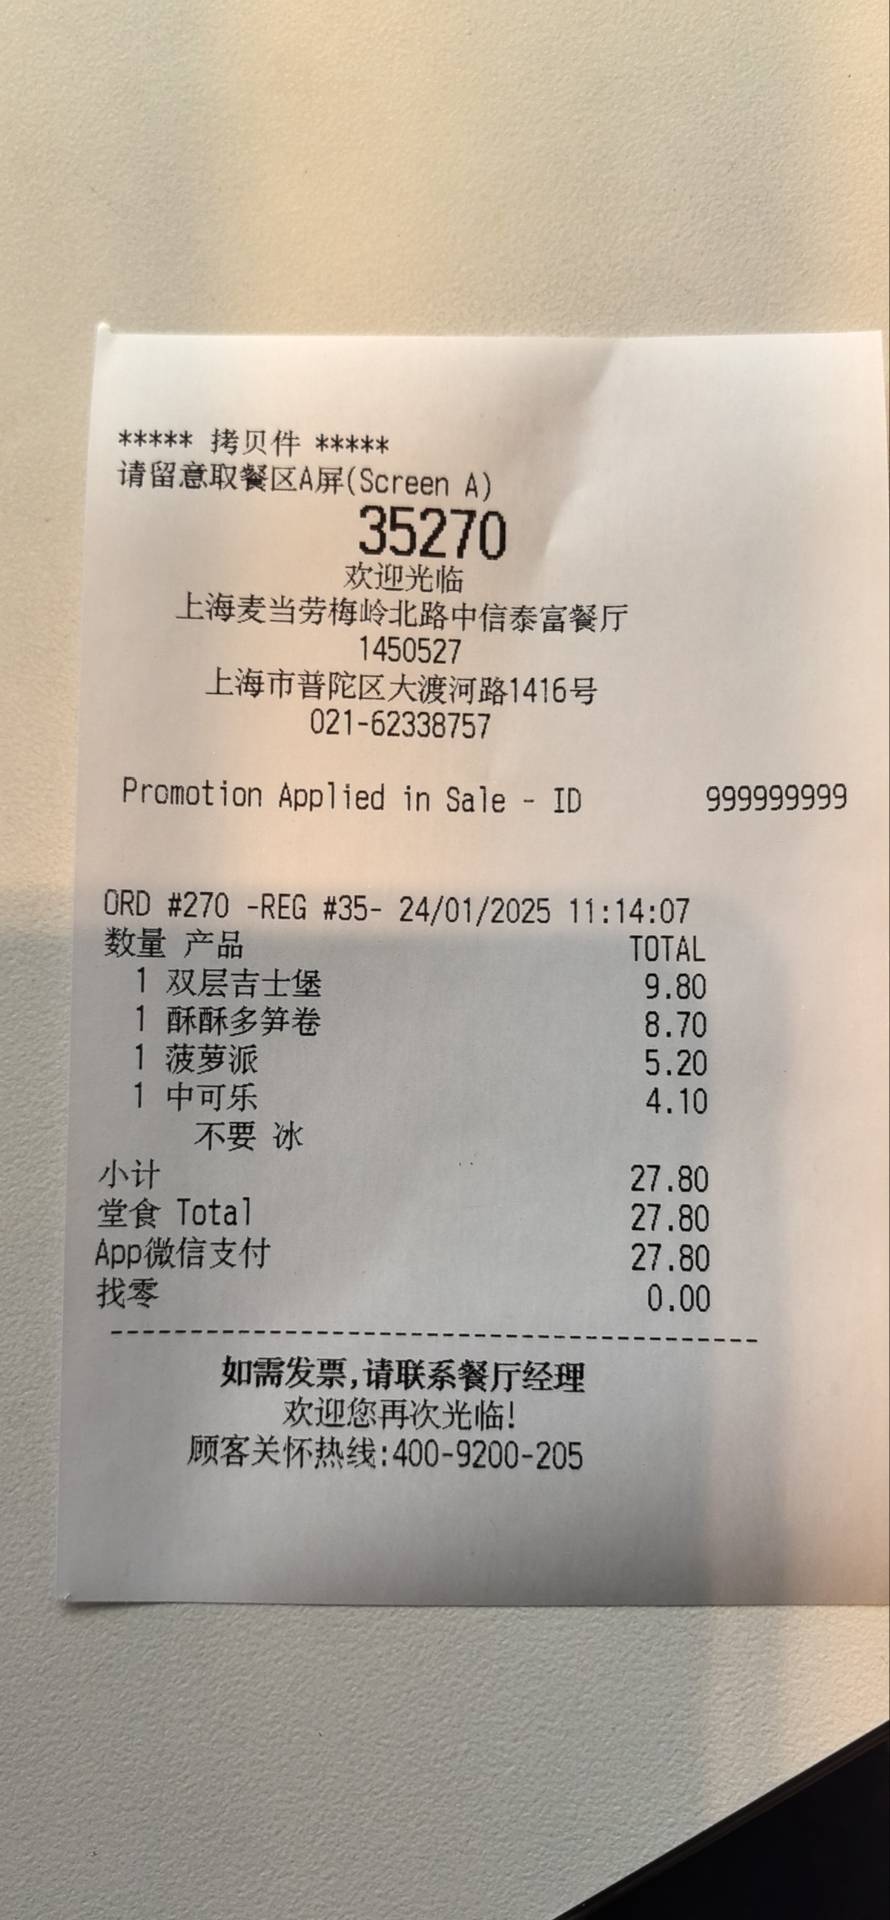 ***** 拷贝件 *****
请留意取餐区A屏(Screen A)
35270
欢迎光临
上海麦当劳梅岭北路中信泰富餐厅
1450527
上海市普陀区大渡河路1416号
021-62338757
Promotion Applied in Sale - ID 999999999
ORD #270 -REG #35- 24/01/2025 11:14:07
数量 产品 TOTAL
1 双层吉士堡 9.80
1 酥酥多笋卷 8.70
1 菠萝派 5.20
1 中可乐 4.10
不要 冰
小计 27.80
堂食 Total 27.80
App微信支付 27.80
找零 0.00
------------------------------------------
如需发票,请联系餐厅经理
欢迎您再次光临!
顾客关怀热线:400-9200-205